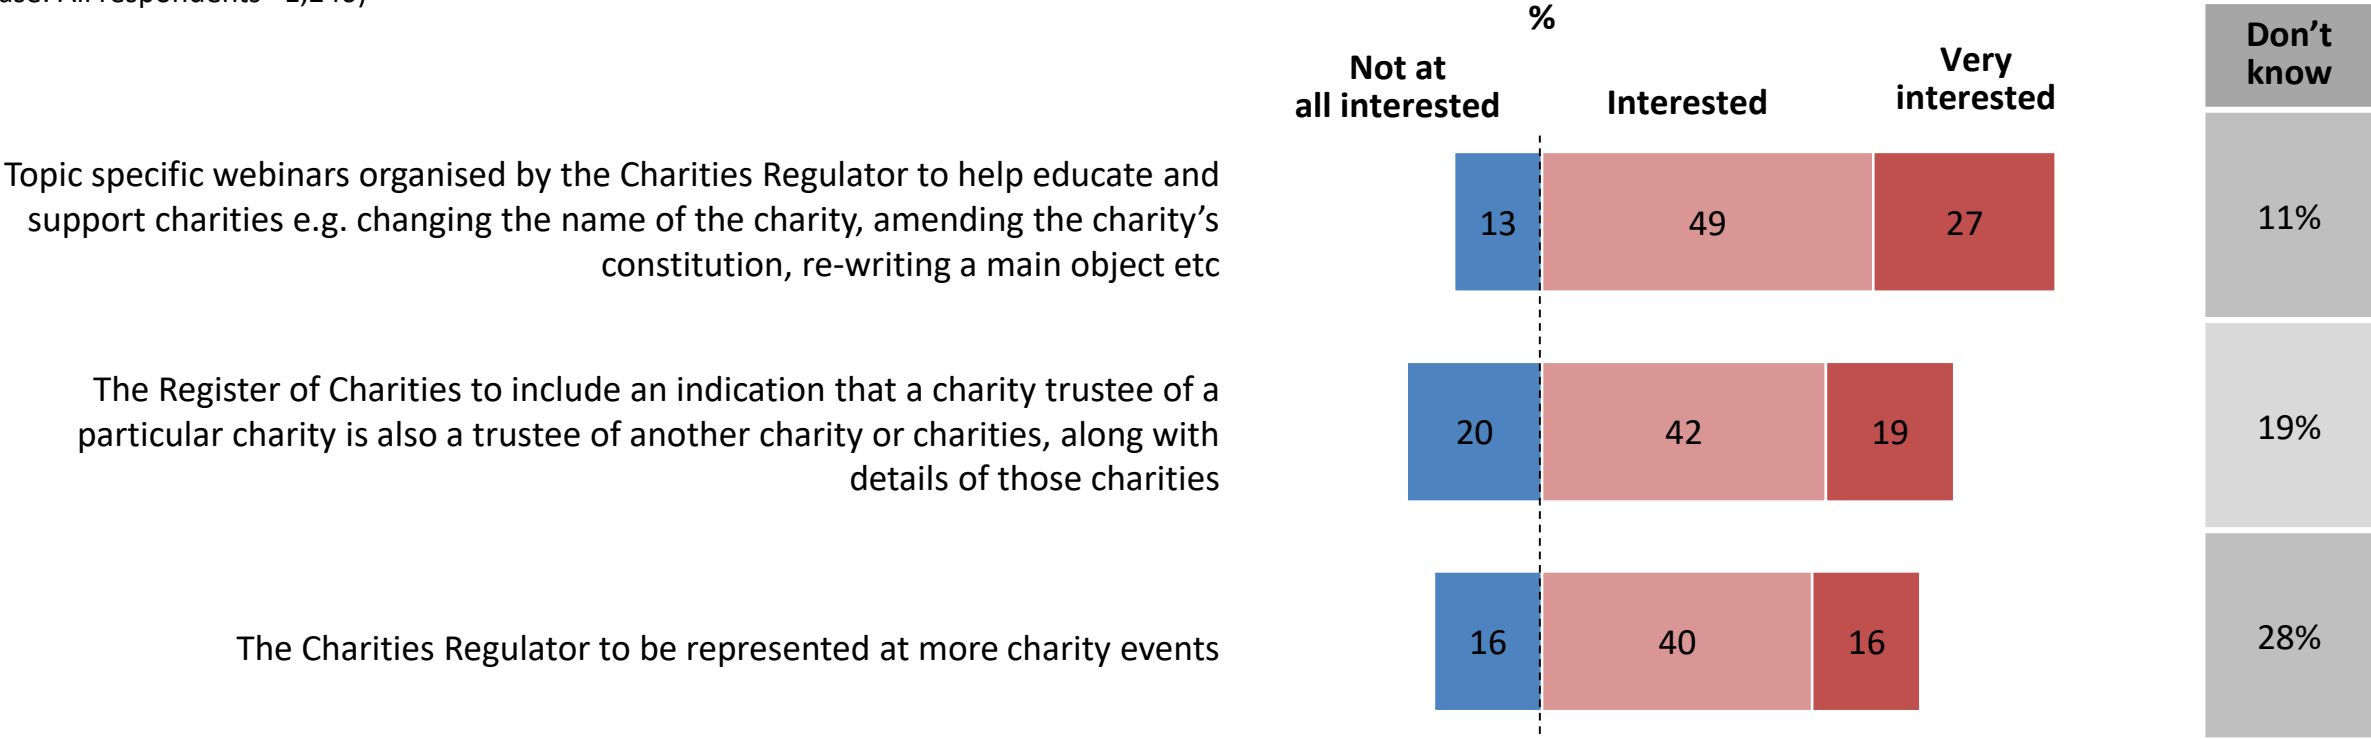 All respondents
%
Not at
all interested
Interested
Very
interested
Don’t
know
Topic specific webinars organised by the Charities Regulator to help educate and
support charities e.g. changing the name of the charity, amending the charity’s
constitution, re-writing a main object etc
13 49 27 11%
The Register of Charities to include an indication that a charity trustee of a
particular charity is also a trustee of another charity or charities, along with
details of those charities
20 42 19 19%
The Charities Regulator to be represented at more charity events
16 40 16 28%